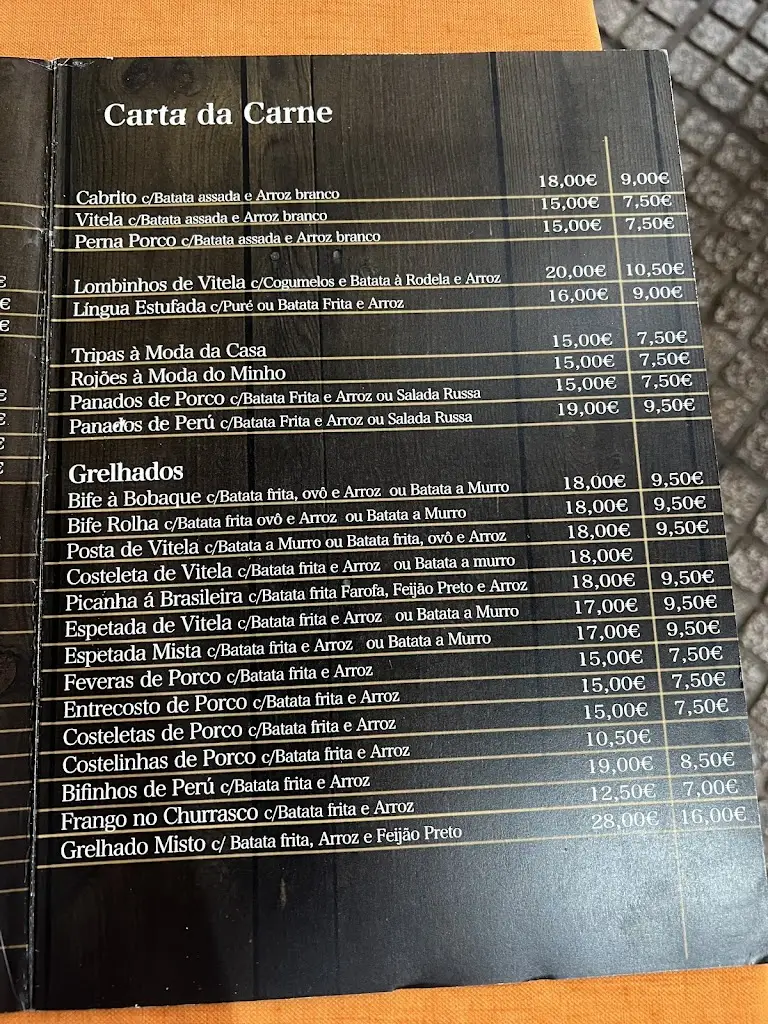 Carta da Carne
Cabrito c/Batata assada e Arroz branco 18,00€ 9,00€
Vitela c/Batata assada e Arroz branco 15,00€ 7,50€
Perna Porco c/Batata assada e Arroz branco 15,00€ 7,50€
Lombinhos de Vitela c/Cogumelos e Batata à Rodela e Arroz 20,00€ 10,50€
Língua Estufada c/Puré ou Batata Frita e Arroz 16,00€ 9,00€
Tripas à Moda da Casa 15,00€ 7,50€
Rojões à Moda do Minho 15,00€ 7,50€
Panados de Porco c/Batata Frita e Arroz ou Salada Russa 15,00€ 7,50€
Panados de Perú c/Batata Frita e Arroz ou Salada Russa 19,00€ 9,50€
Grelhados
Bife à Bobaque c/Batata frita, ovô e Arroz ou Batata a Murro 18,00€ 9,50€
Bife Rolha c/Batata frita ovô e Arroz ou Batata a Murro 18,00€ 9,50€
Posta de Vitela c/Batata a Murro ou Batata frita, ovô e Arroz 18,00€ 9,50€
Costeleta de Vitela c/Batata frita e Arroz ou Batata a murro 18,00€
Picanha á Brasileira c/Batata frita Farofa, Feijão Preto e Arroz 18,00€ 9,50€
Espetada de Vitela c/Batata frita e Arroz ou Batata a Murro 17,00€ 9,50€
Espetada Mista c/Batata frita e Arroz ou Batata a Murro 17,00€ 9,50€
Feveras de Porco c/Batata frita e Arroz 15,00€ 7,50€
Entrecosto de Porco c/Batata frita e Arroz 15,00€ 7,50€
Costeletas de Porco c/Batata frita e Arroz 15,00€ 7,50€
Costelinhas de Porco c/Batata frita e Arroz 10,50€
Bifinhos de Perú c/Batata frita e Arroz 19,00€ 8,50€
Frango no Churrasco c/Batata frita e Arroz 12,50€ 7,00€
Grelhado Misto c/ Batata frita, Arroz e Feijão Preto 28,00€ 16,00€